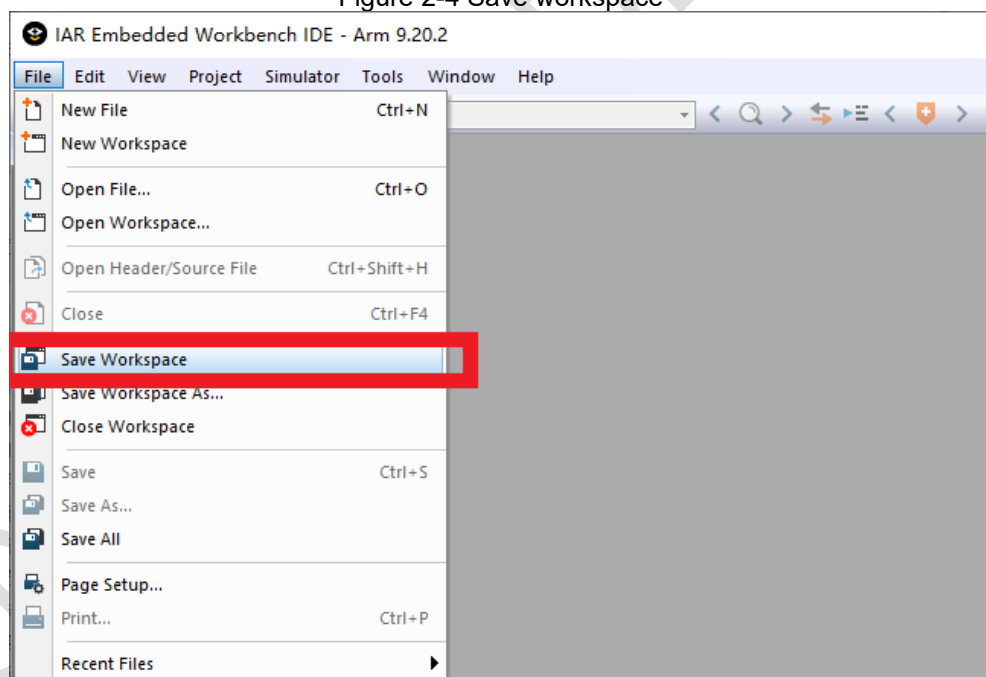 Figure 2-4 Save workspace
IAR Embedded Workbench IDE - Arm 9.20.2
File Edit View Project Simulator Tools Window Help
New File Ctrl+N
New Workspace
Open File... Ctrl+O
Open Workspace...
Open Header/Source File Ctrl+Shift+H
Close Ctrl+F4
Save Workspace
Save Workspace As...
Close Workspace
Save Ctrl+S
Save As...
Save All
Page Setup...
Print... Ctrl+P
Recent Files